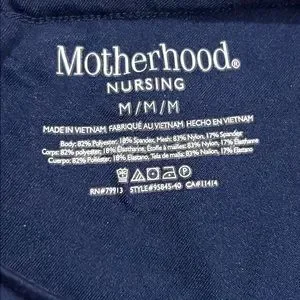 Motherhood®
NURSING
M/M/M
MADE IN VIETNAM FABRIQUÉ AU VIETNAM HECHO EN VIETNAM
Body: 82% Polyester, 18% Spandex, Mesh: 83% Nylon, 17% Spandex
Corps: 82% Polyester, 18% Élasthanne, Étoffe à mailles: 83% Nylon, 17% Élasthanne
Cuerpo: 82% Poliéster, 18% Elastano, Tela de malla: 83% Nailon, 17% Elastano
RN#79913 STYLE#95845-40 CA#11414